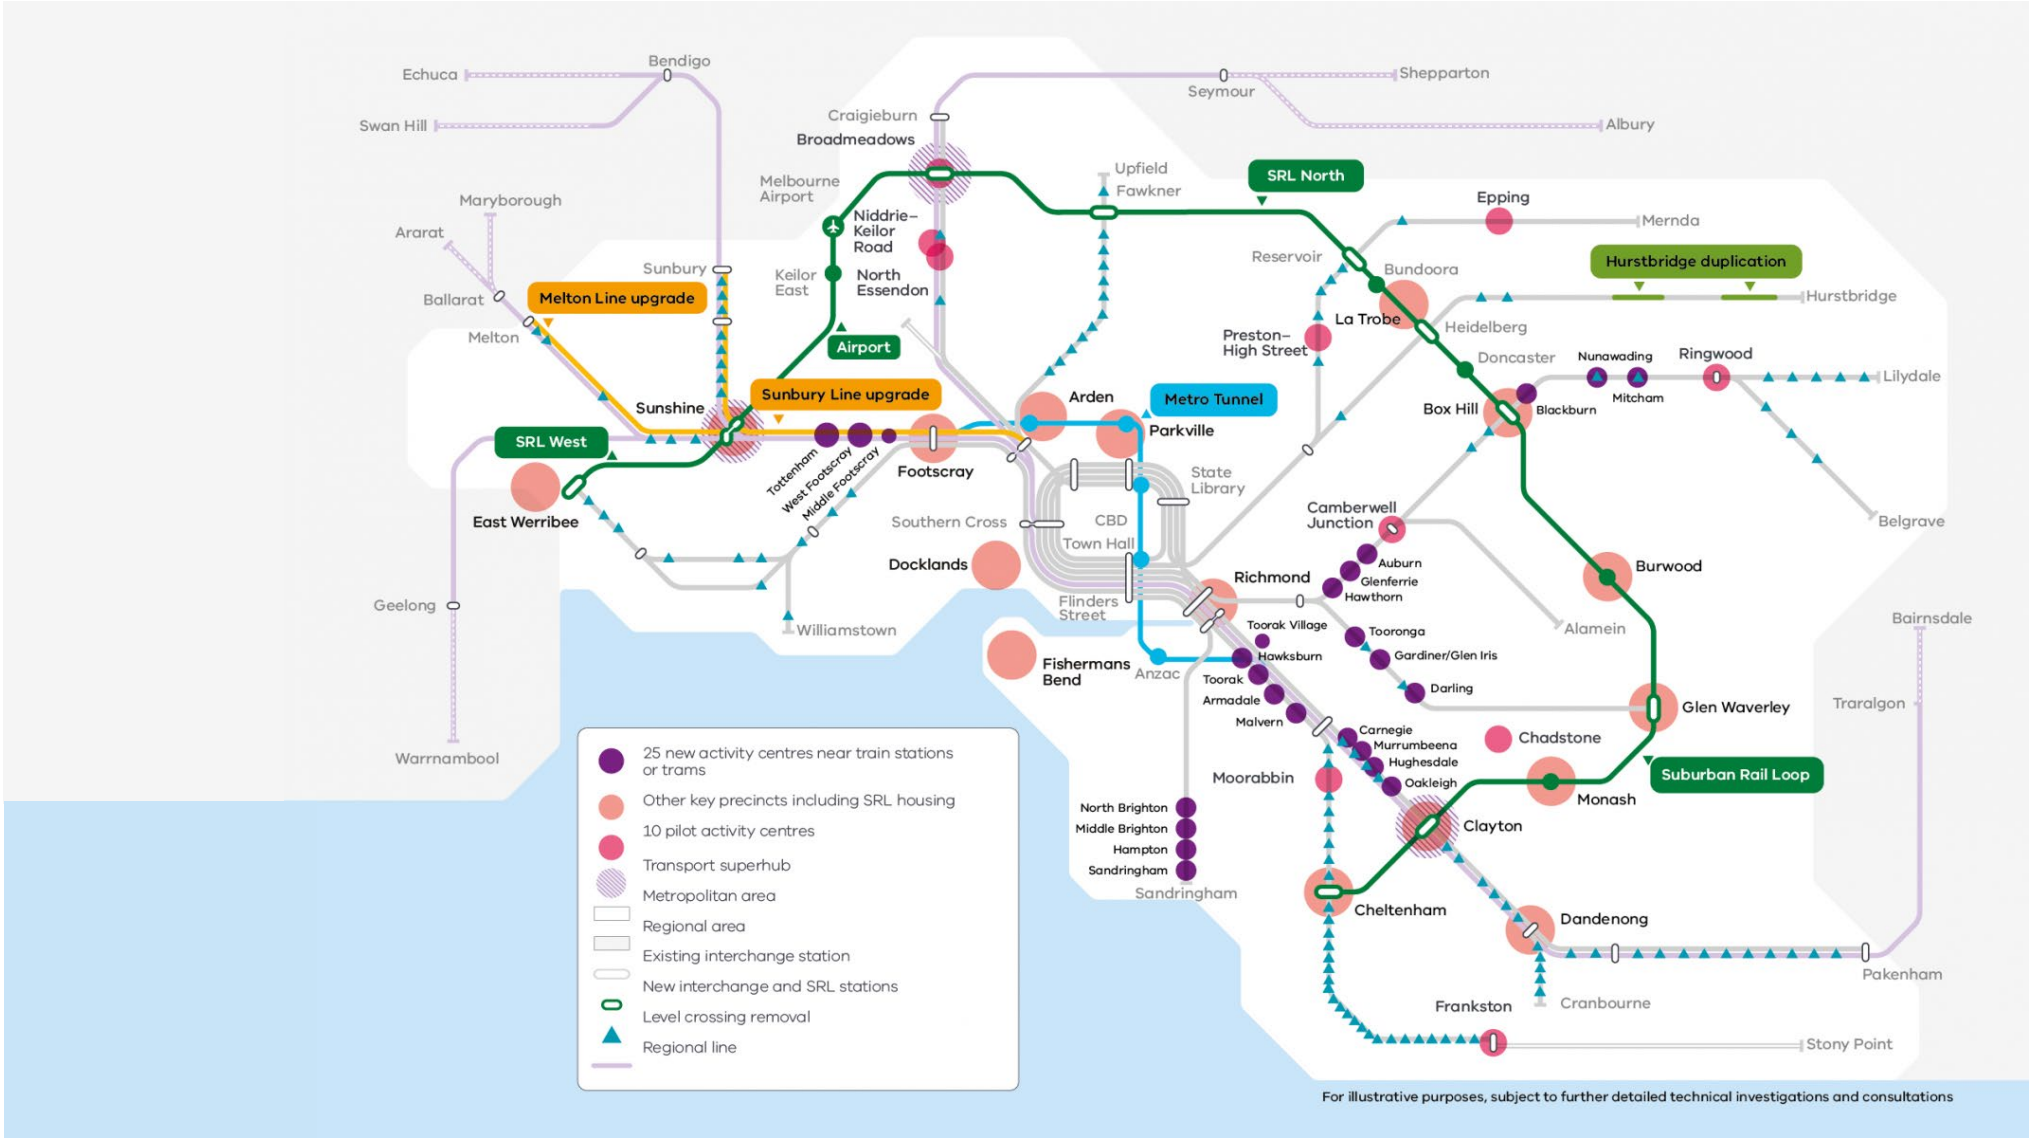 Echuca
Bendigo
Swan Hill
Shepparton
Seymour
Albury
Craigieburn
Broadmeadows
Melbourne
Airport
Upfield
Fawkner
SRL North
Epping
Mernda
Maryborough
Ararat
Niddrie–
Keilor
Road
Reservoir
Bundoora
Hurstbridge duplication
Sunbury
Keilor
East
North
Essendon
Ballarat
Melton Line upgrade
Hurstbridge
La Trobe
Heidelberg
Melton
Airport
Preston–
High Street
Doncaster
Nunawading
Ringwood
Lilydale
Mitcham
Sunshine
Sunbury Line upgrade
Arden
Metro Tunnel
Box Hill
Blackburn
SRL West
Parkville
Tottenham
West Footscray
Middle Footscray
Footscray
State
Library
East Werribee
Southern Cross
CBD
Camberwell
Junction
Belgrave
Town Hall
Docklands
Auburn
Richmond
Glenferrie
Burwood
Hawthorn
Geelong
Flinders
Street
Williamstown
Toorak Village
Tooronga
Alamein
Bairnsdale
Hawksburn
Gardiner/Glen Iris
Fishermans
Bend
Anzac
Toorak
Darling
Armadale
Glen Waverley
Traralgon
Malvern
Carnegie
Chadstone
Murrumbeena
Warrnambool
Hughesdale
Moorabbin
Oakleigh
Suburban Rail Loop
Monash
North Brighton
Middle Brighton
Clayton
Hampton
Sandringham
Sandringham
Cheltenham
Dandenong
Pakenham
Frankston
Cranbourne
Stony Point
25 new activity centres near train stations
or trams
Other key precincts including SRL housing
10 pilot activity centres
Transport superhub
Metropolitan area
Regional area
Existing interchange station
New interchange and SRL stations
Level crossing removal
Regional line
For illustrative purposes, subject to further detailed technical investigations and consultations